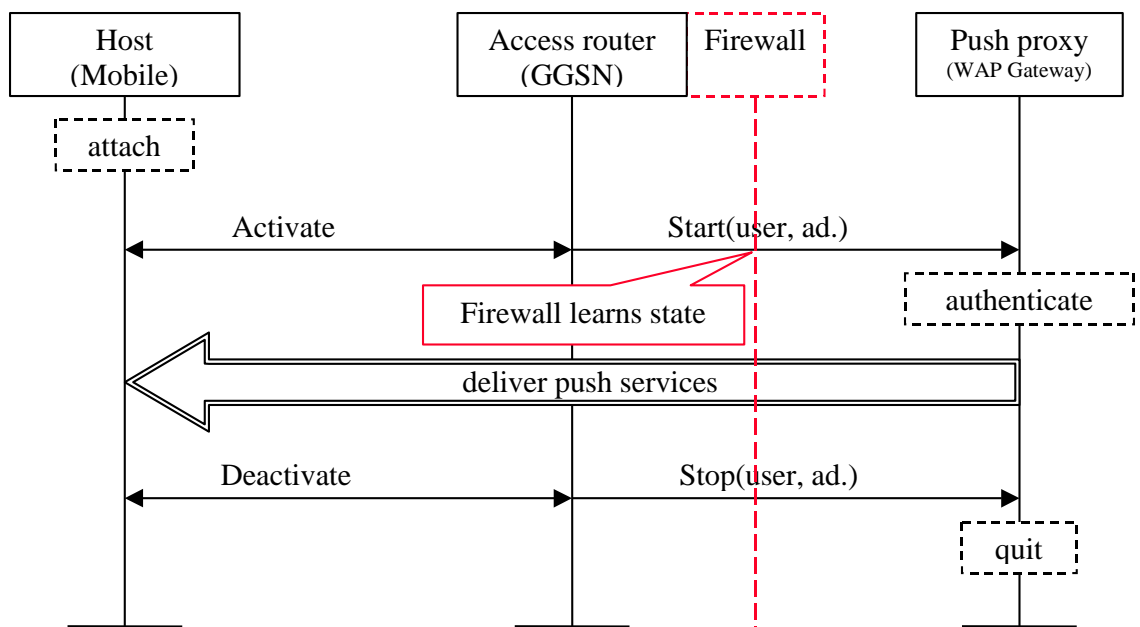 Host
(Mobile)
Access router
(GGSN)
Firewall
Push proxy
(WAP Gateway)
attach
Activate
Start(user, ad.)
authenticate
Firewall learns state
deliver push services
Deactivate
Stop(user, ad.)
quit